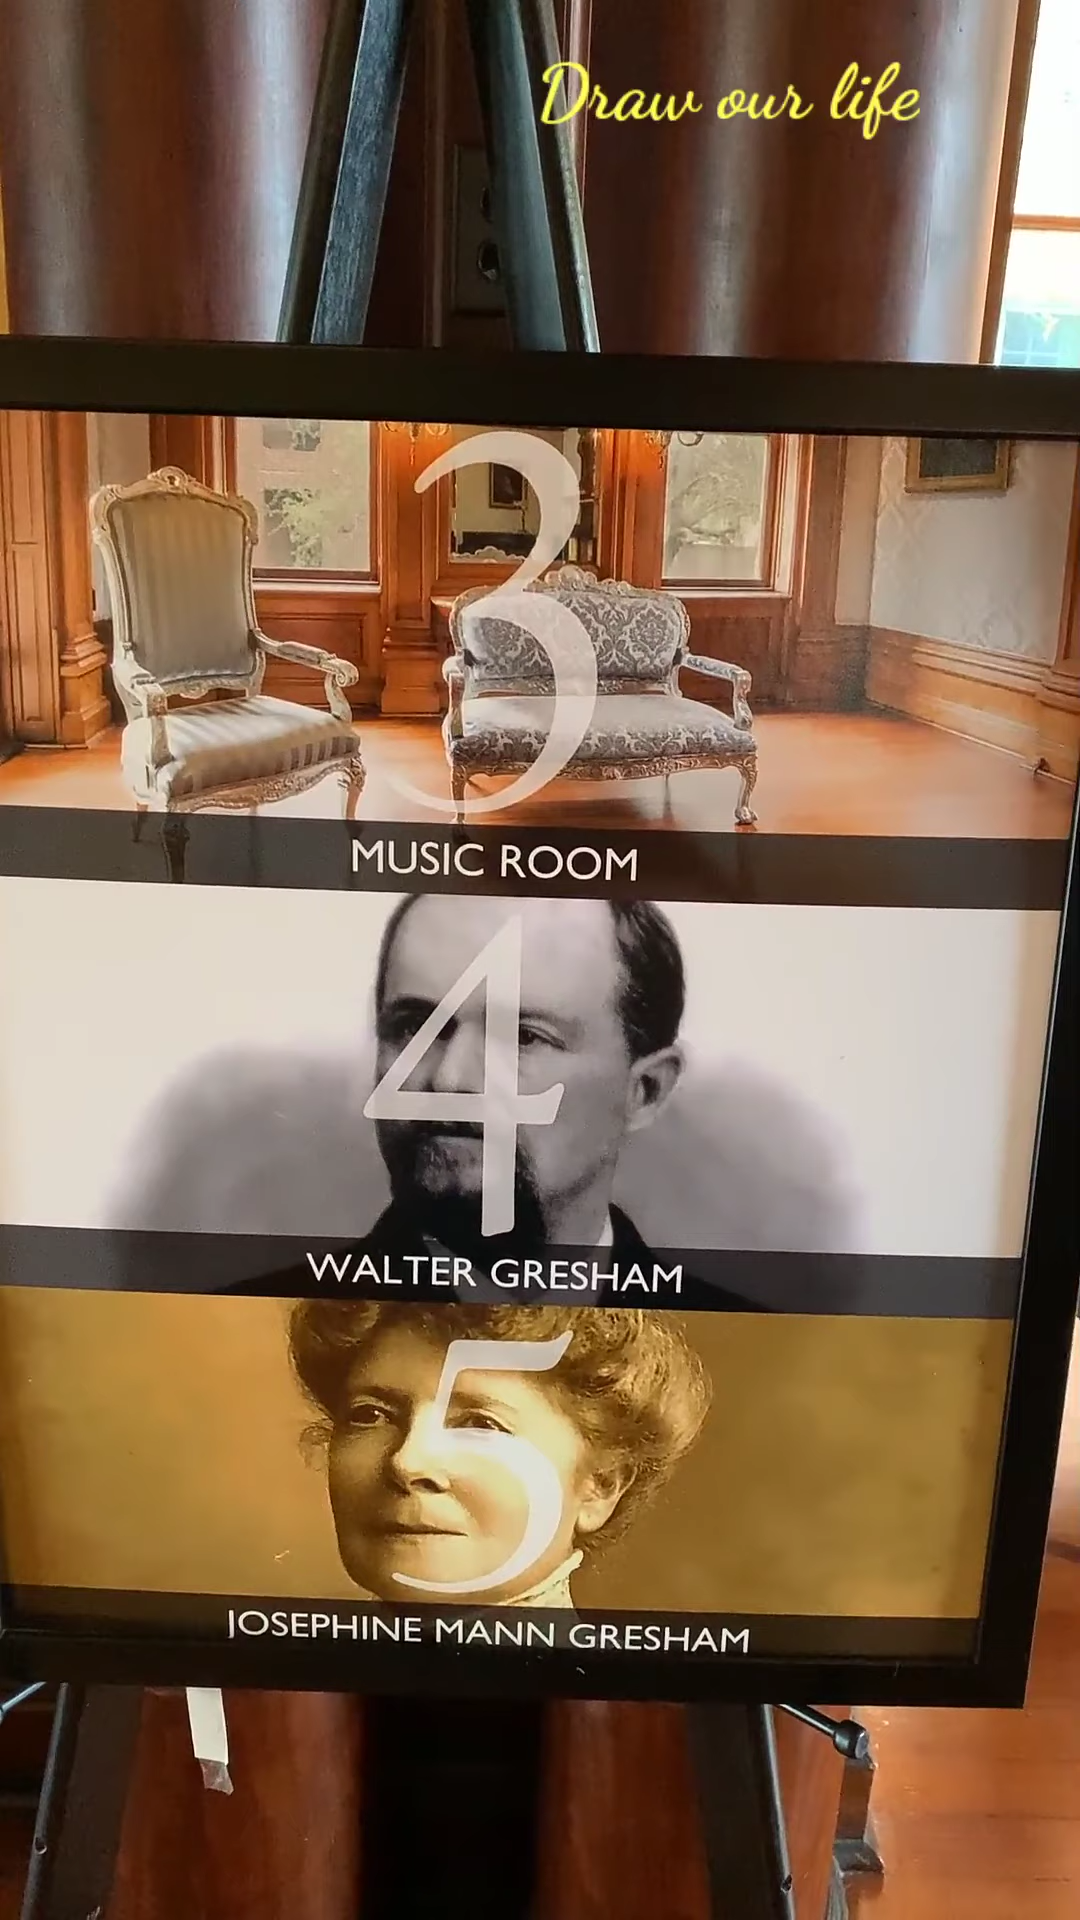 Draw our life
3
MUSIC ROOM
4
WALTER GRESHAM
5
JOSEPHINE MANN GRESHAM